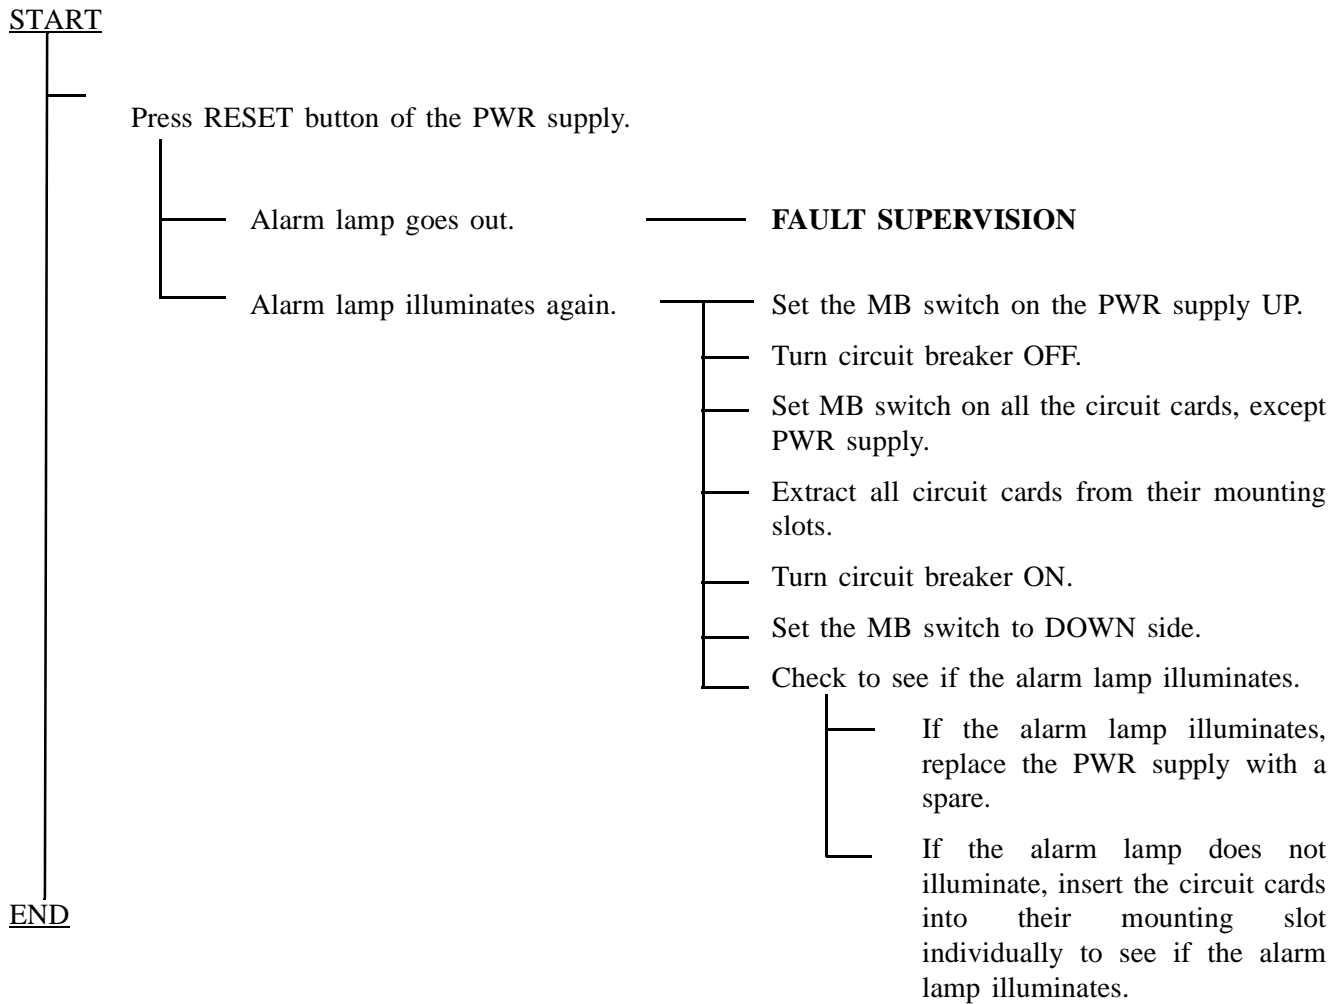 START
Press RESET button of the PWR supply.
Alarm lamp goes out.
FAULT SUPERVISION
Alarm lamp illuminates again.
Set the MB switch on the PWR supply UP.
Turn circuit breaker OFF.
Set MB switch on all the circuit cards, except
PWR supply.
Extract all circuit cards from their mounting
slots.
Turn circuit breaker ON.
Set the MB switch to DOWN side.
Check to see if the alarm lamp illuminates.
If the alarm lamp illuminates,
replace the PWR supply with a
spare.
If the alarm lamp does not
illuminate, insert the circuit cards
into their mounting slot
individually to see if the alarm
lamp illuminates.
END